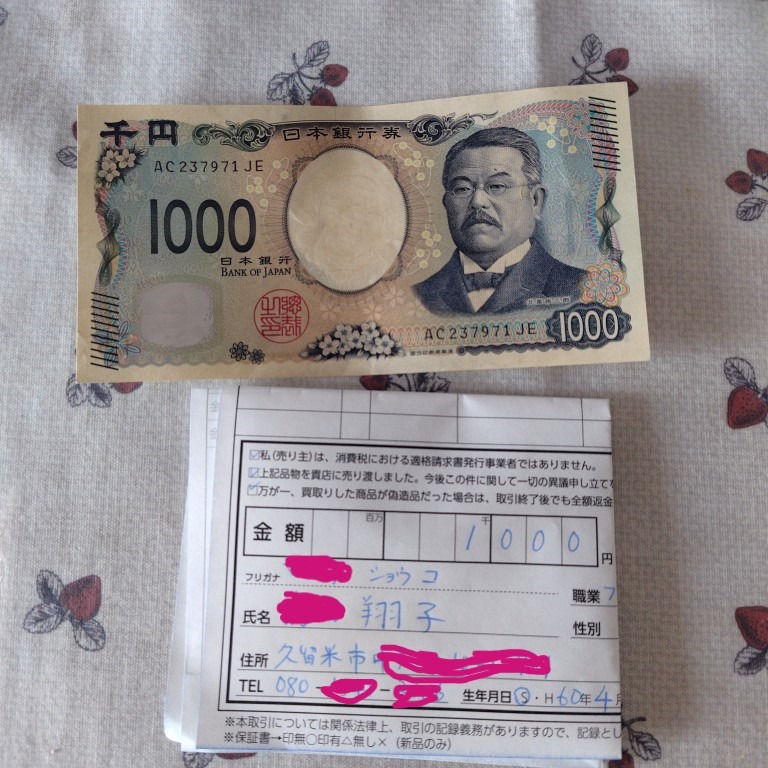 千円
日本銀行券
AC237971JE
1000
日本銀行
BANK OF JAPAN
総裁之印
AC237971JE
1000
私(売り主)は、消費税における適格請求書発行事業者ではありません。
上記品物を貴店に売り渡しました。今後この件に関して一切の異議申し立てな
万が一、買取りした商品が偽造品だった場合は、取引終了後でも全額返金
金額 百万 千 1000 円
フリガナ ショウコ
職業
氏名 翔子
性別
住所 久留米市
TEL 080 - - 生年月日 S・H 60年4月
※本取引については関係法律上、取引の記録義務がありますので、記録とし
※保証書→印無○印有△無し×(新品のみ)